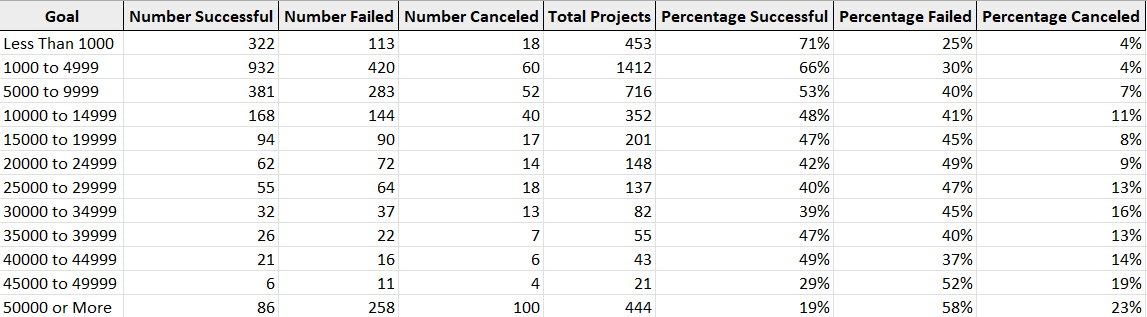 Goal Number Successful Number Failed Number Canceled Total Projects Percentage Successful Percentage Failed Percentage Canceled
Less Than 1000 322 113 18 453 71% 25% 4%
1000 to 4999 932 420 60 1412 66% 30% 4%
5000 to 9999 381 283 52 716 53% 40% 7%
10000 to 14999 168 144 40 352 48% 41% 11%
15000 to 19999 94 90 17 201 47% 45% 8%
20000 to 24999 62 72 14 148 42% 49% 9%
25000 to 29999 55 64 18 137 40% 47% 13%
30000 to 34999 32 37 13 82 39% 45% 16%
35000 to 39999 26 22 7 55 47% 40% 13%
40000 to 44999 21 16 6 43 49% 37% 14%
45000 to 49999 6 11 4 21 29% 52% 19%
50000 or More 86 258 100 444 19% 58% 23%